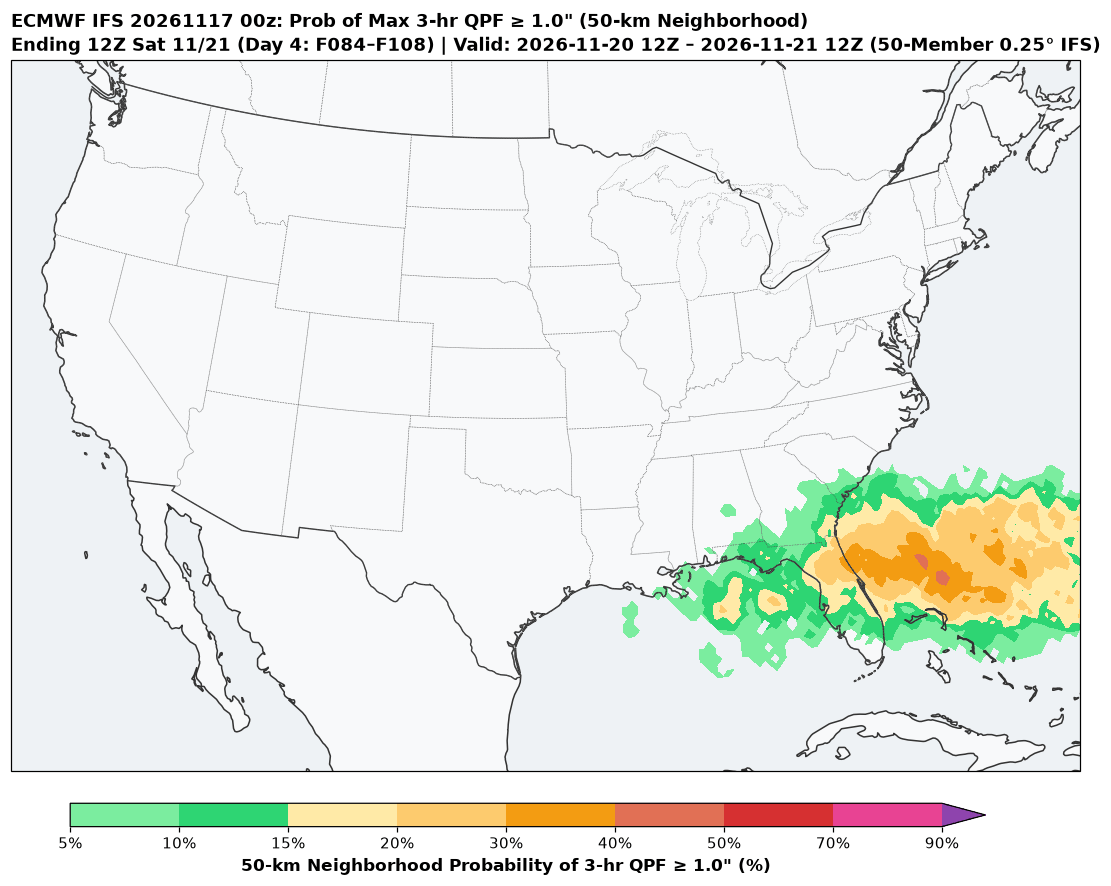 ECMWF IFS 20261117 00z: Prob of Max 3-hr QPF ≥ 1.0" (50-km Neighborhood)
Ending 12Z Sat 11/21 (Day 4: F084–F108) | Valid: 2026-11-20 12Z – 2026-11-21 12Z (50-Member 0.25° IFS)
5% 10% 15% 20% 30% 40% 50% 70% 90%
50-km Neighborhood Probability of 3-hr QPF ≥ 1.0" (%)